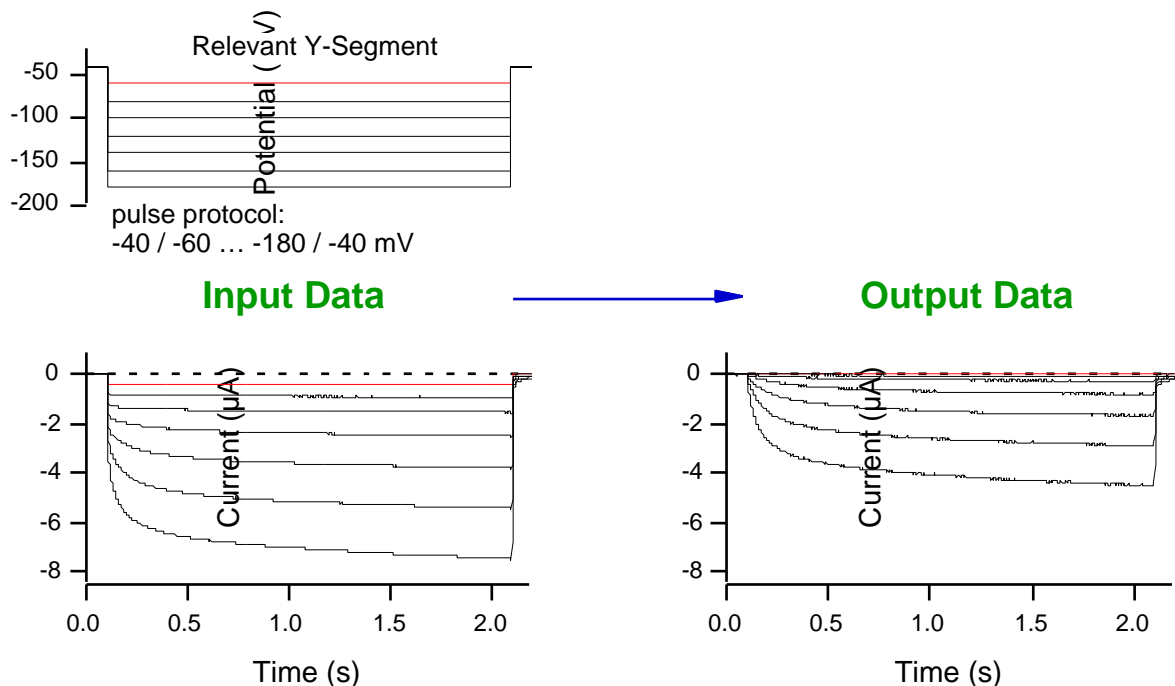 Relevant Y-Segment
Potential (mV)
-50
-100
-150
-200
pulse protocol:
-40 / -60 … -180 / -40 mV
Input Data
Output Data
Current (µA)
0
-2
-4
-6
-8
0.0 0.5 1.0 1.5 2.0
Time (s)
Current (µA)
0
-2
-4
-6
-8
0.0 0.5 1.0 1.5 2.0
Time (s)